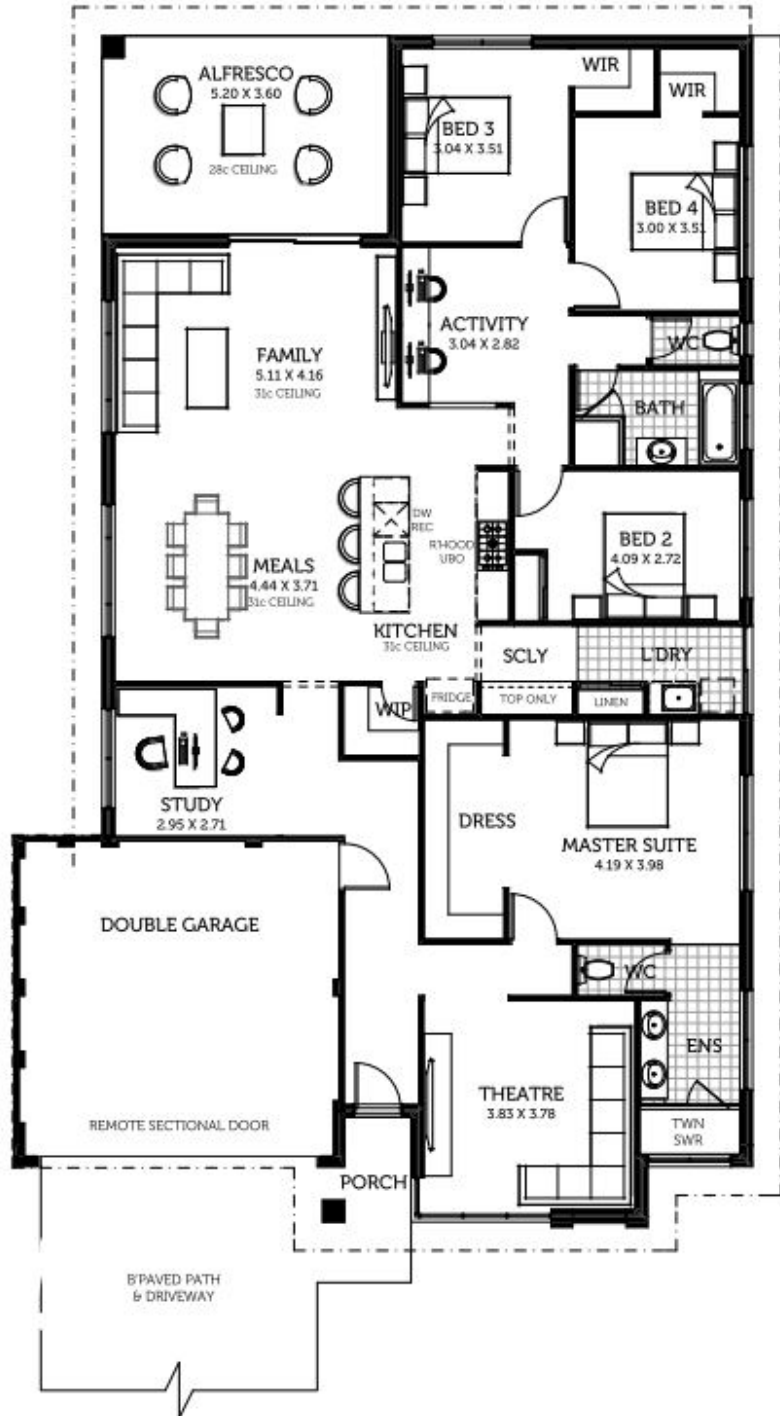 ALFRESCO
5.20 X 3.60
28c CEILING
WIR
WIR
BED 3
3.04 X 3.51
BED 4
3.00 X 3.51
ACTIVITY
3.04 X 2.82
WC
FAMILY
5.11 X 4.16
31c CEILING
BATH
DW
REC
R'HOOD
UBO
BED 2
4.09 X 2.72
MEALS
4.44 X 3.71
31c CEILING
KITCHEN
31c CEILING
SCLY
L'DRY
WIP
FRIDGE
TOP ONLY
LINEN
STUDY
2.95 X 2.71
DRESS
MASTER SUITE
4.19 X 3.98
DOUBLE GARAGE
WC
ENS
THEATRE
3.83 X 3.78
REMOTE SECTIONAL DOOR
TWN
SWR
PORCH
B'PAVED PATH
& DRIVEWAY